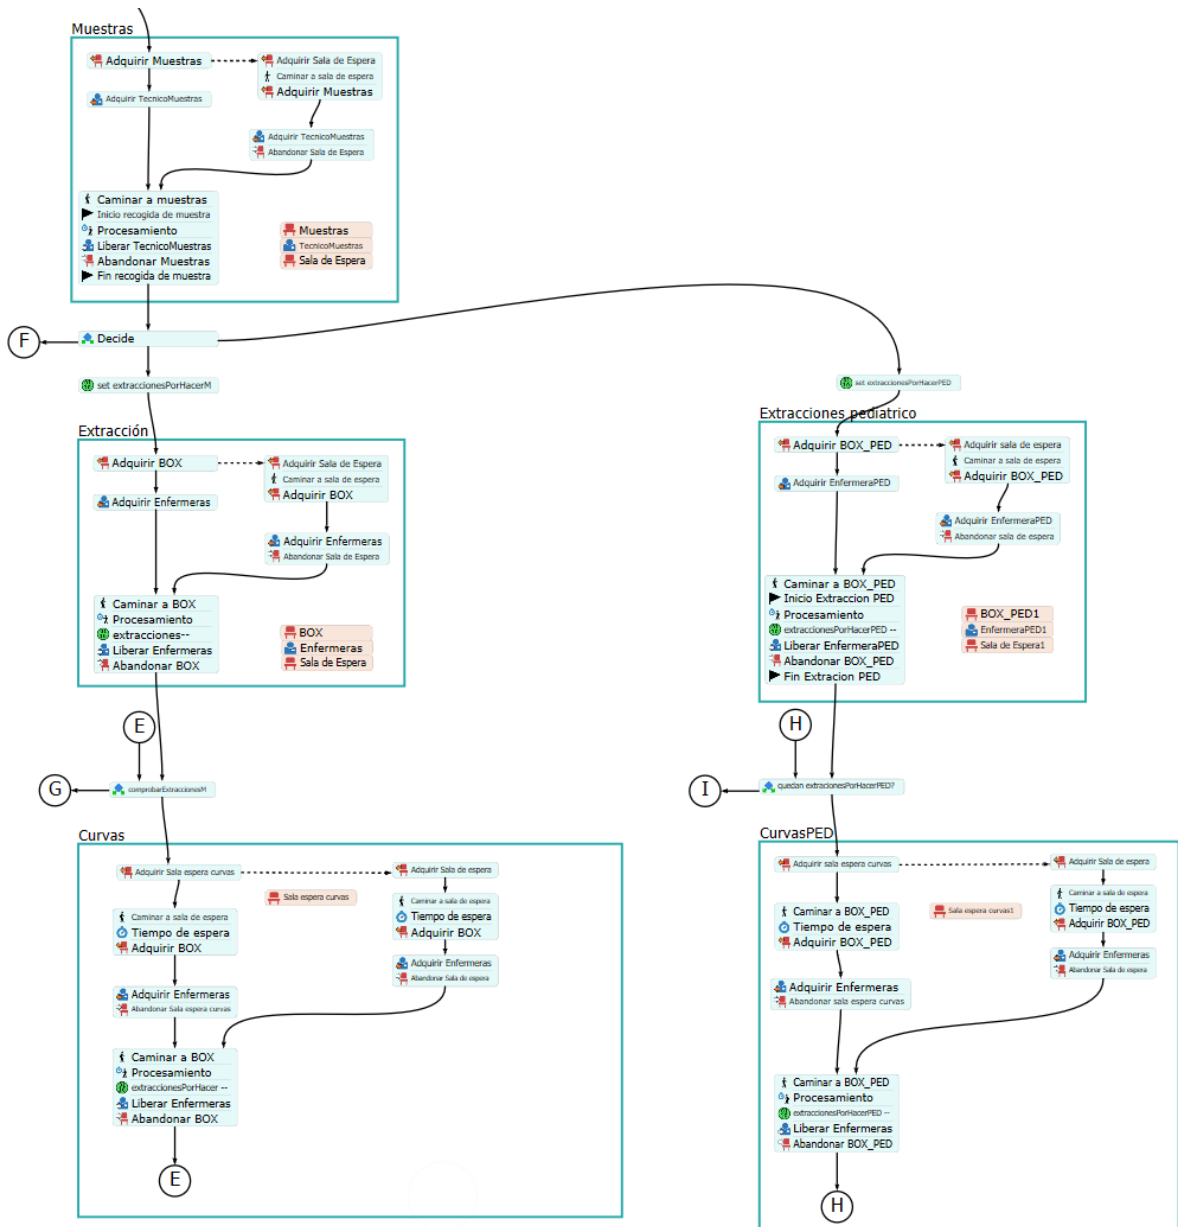 Muestras
Adquirir Muestras
Adquirir TecnicoMuestras
Adquirir Sala de Espera
Caminar a sala de espera
Adquirir Muestras
Adquirir TecnicoMuestras
Abandonar Sala de Espera
Caminar a muestras
Inicio recogida de muestra
Procesamiento
Liberar TecnicoMuestras
Abandonar Muestras
Fin recogida de muestra
Muestras
TecnicoMuestras
Sala de Espera
F
Decide
set extraccionesPorHacerM
set extraccionesPorHacerPED
Extracción
Adquirir BOX
Adquirir Enfermeras
Adquirir Sala de Espera
Caminar a sala de espera
Adquirir BOX
Adquirir Enfermeras
Abandonar Sala de Espera
Caminar a BOX
Procesamiento
extracciones--
Liberar Enfermeras
Abandonar BOX
BOX
Enfermeras
Sala de Espera
Extracciones pediatrico
Adquirir BOX_PED
Adquirir EnfermeraPED
Adquirir sala de espera
Caminar a sala de espera
Adquirir BOX_PED
Adquirir EnfermeraPED
Abandonar sala de espera
Caminar a BOX_PED
Inicio Extraccion PED
Procesamiento
extraccionesPorHacerPED --
Liberar EnfermeraPED
Abandonar BOX_PED
Fin Extracion PED
BOX_PED1
EnfermeraPED1
Sala de Espera1
E
G
comprobarExtraccionesM
H
I
quedan extracionesPorHacerPED?
Curvas
Adquirir Sala espera curvas
Caminar a sala de espera
Tiempo de espera
Adquirir BOX
Adquirir Enfermeras
Abandonar Sala espera curvas
Sala espera curvas
Adquirir Sala de espera
Caminar a sala de espera
Tiempo de espera
Adquirir BOX
Adquirir Enfermeras
Abandonar Sala de espera
Caminar a BOX
Procesamiento
extraccionesPorHacer --
Liberar Enfermeras
Abandonar BOX
E
CurvasPED
Adquirir sala espera curvas
Caminar a BOX_PED
Tiempo de espera
Adquirir BOX_PED
Adquirir Enfermeras
Abandonar sala espera curvas
Sala espera curvas1
Adquirir Sala de espera
Caminar a sala de espera
Tiempo de espera
Adquirir BOX_PED
Adquirir Enfermeras
Abandonar Sala de espera
Caminar a BOX_PED
Procesamiento
extraccionesPorHacerPED --
Liberar Enfermeras
Abandonar BOX_PED
H